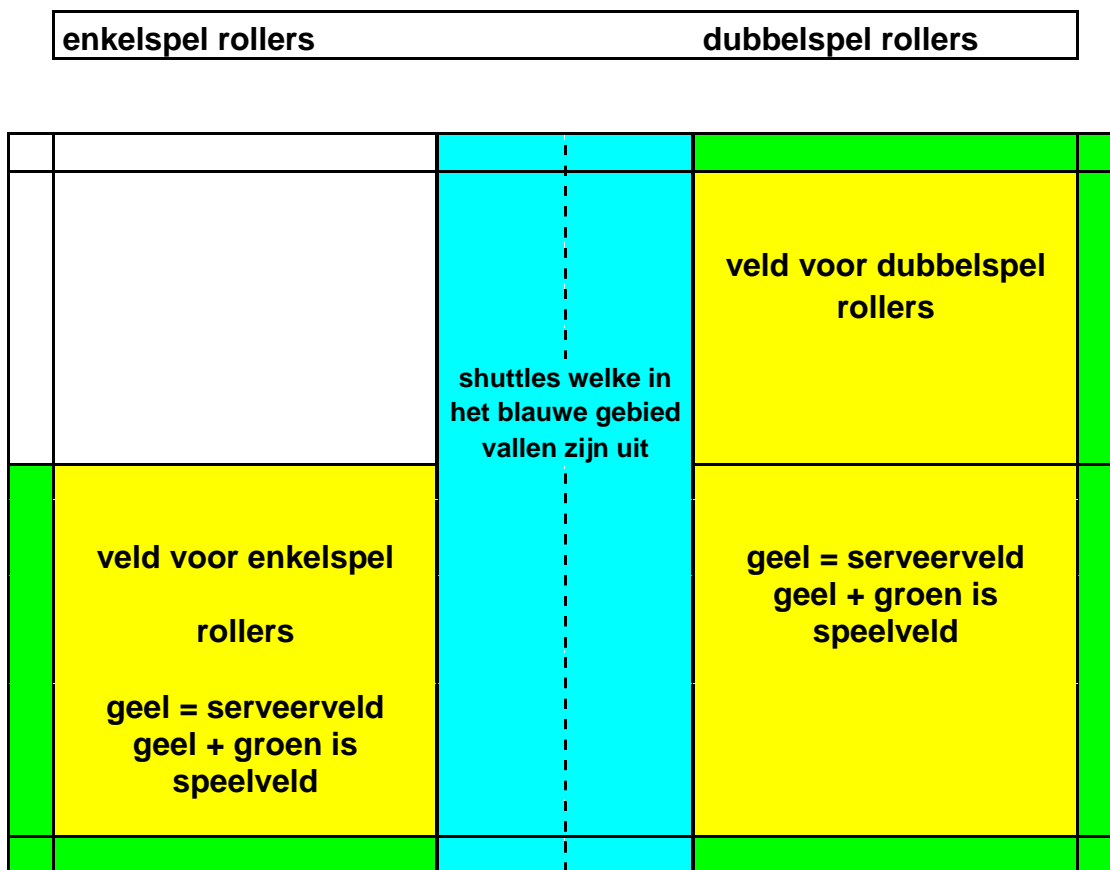 enkelspel rollers
dubbelspel rollers
veld voor dubbelspel
rollers
shuttles welke in
het blauwe gebied
vallen zijn uit
veld voor enkelspel
rollers
geel = serveerveld
geel + groen is
speelveld
geel = serveerveld
geel + groen is
speelveld